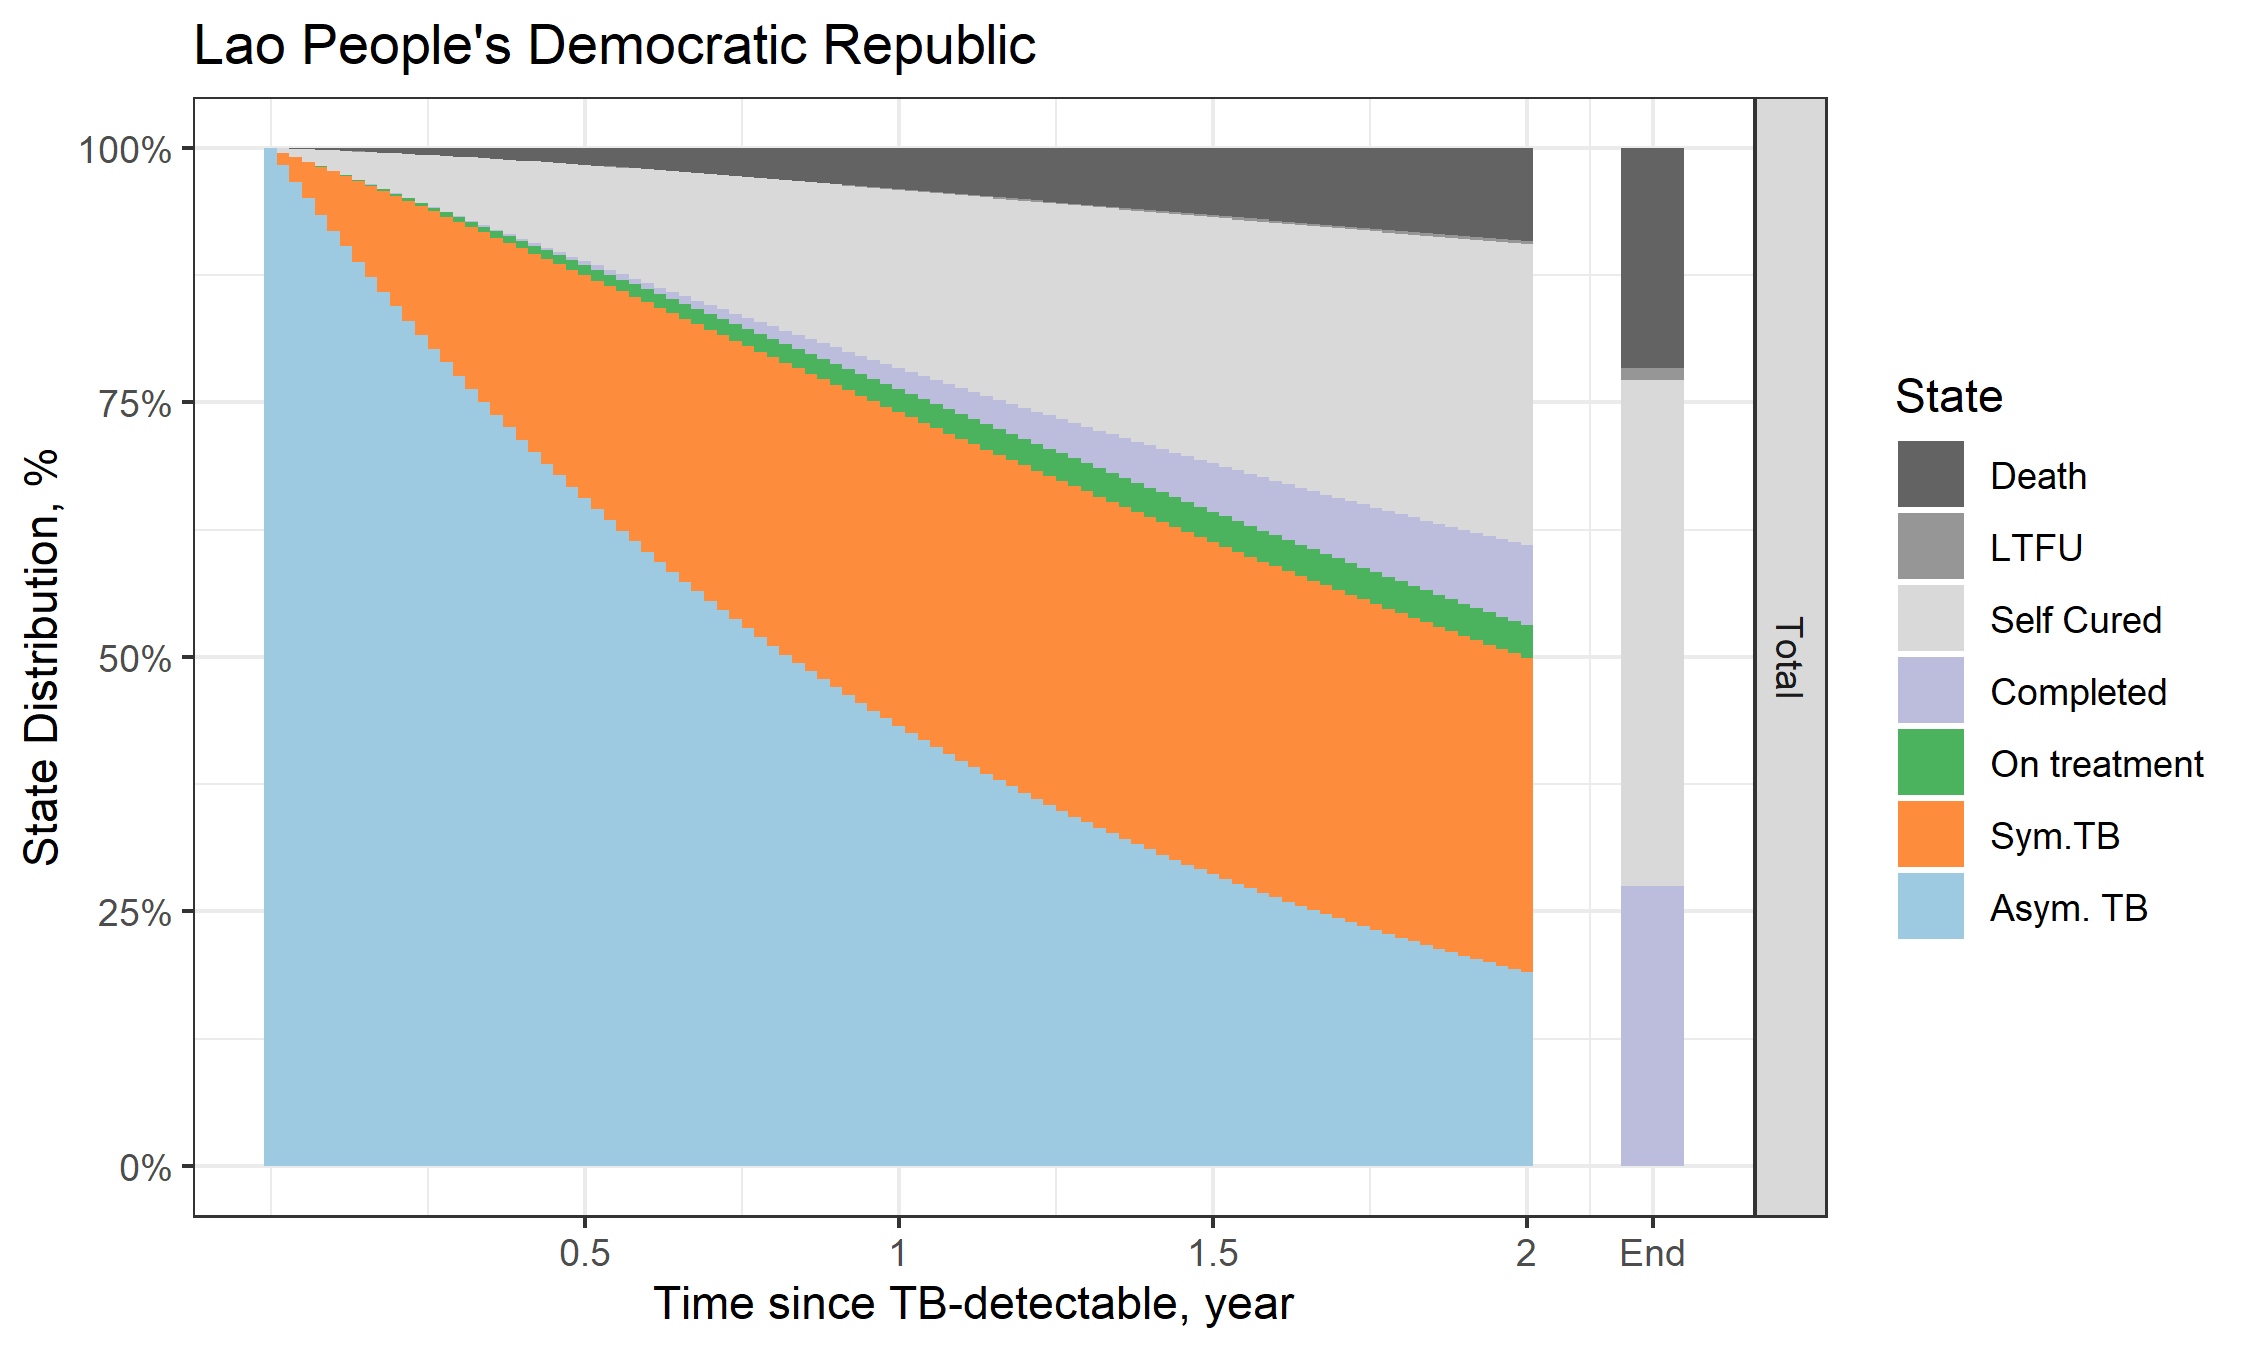 Lao People's Democratic Republic
100%
75%
50%
25%
0%
State Distribution, %
0.5
1
1.5
2
End
Time since TB-detectable, year
Total
State
Death
LTFU
Self Cured
Completed
On treatment
Sym.TB
Asym. TB